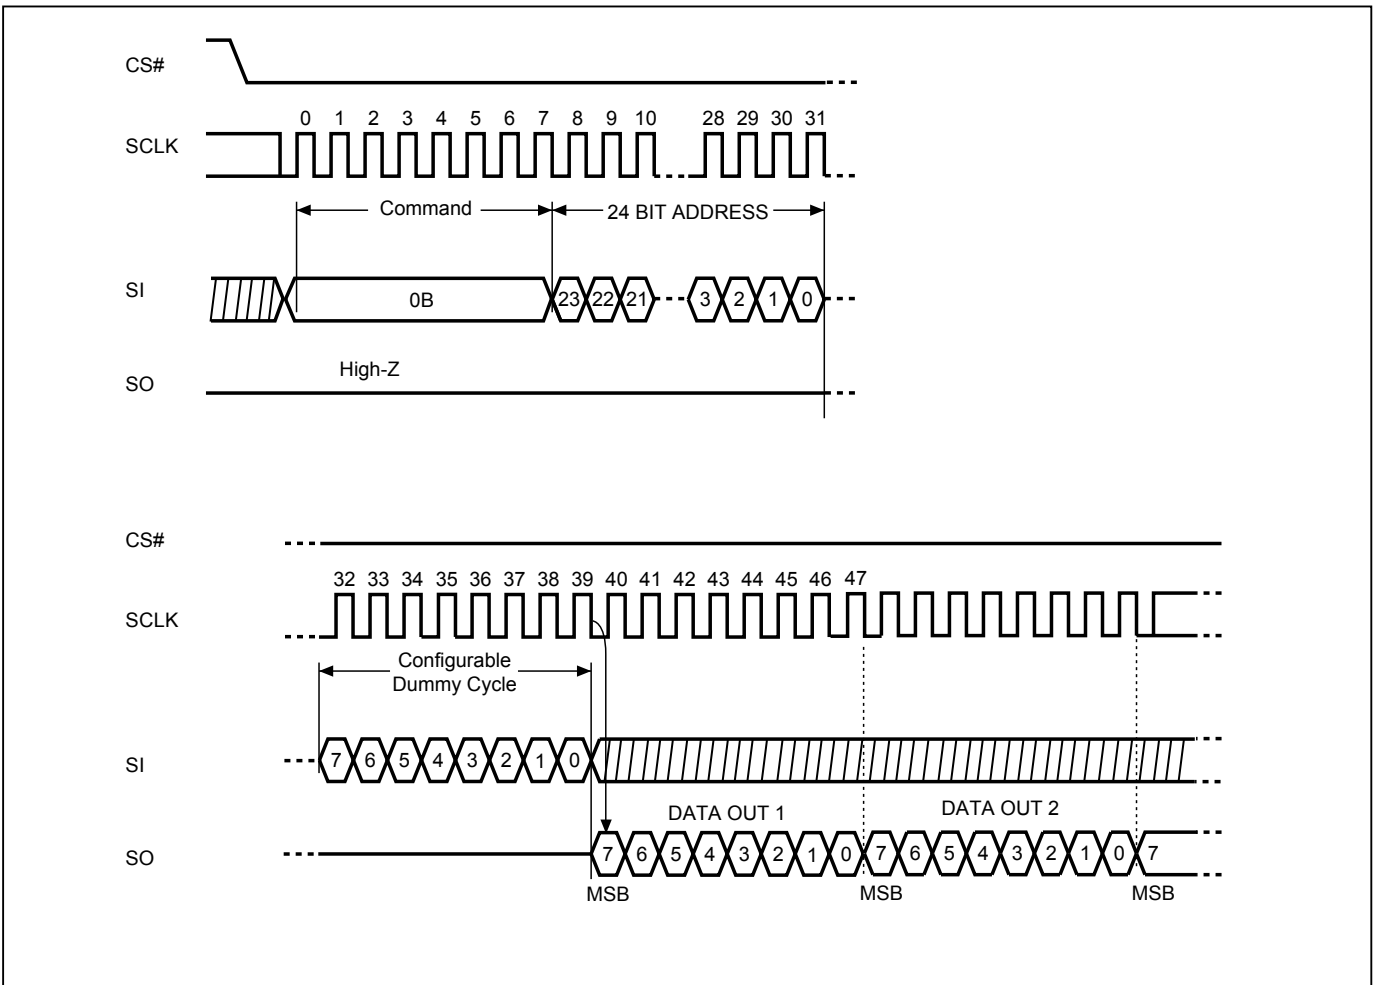 CS#
0 1 2 3 4 5 6 7 8 9 10 28 29 30 31
SCLK
Command 24 BIT ADDRESS
SI 0B 23 22 21 3 2 1 0
High-Z
SO
CS#
32 33 34 35 36 37 38 39 40 41 42 43 44 45 46 47
SCLK
Configurable
Dummy Cycle
SI 7 6 5 4 3 2 1 0
DATA OUT 1 DATA OUT 2
SO 7 6 5 4 3 2 1 0 7 6 5 4 3 2 1 0 7
MSB MSB MSB